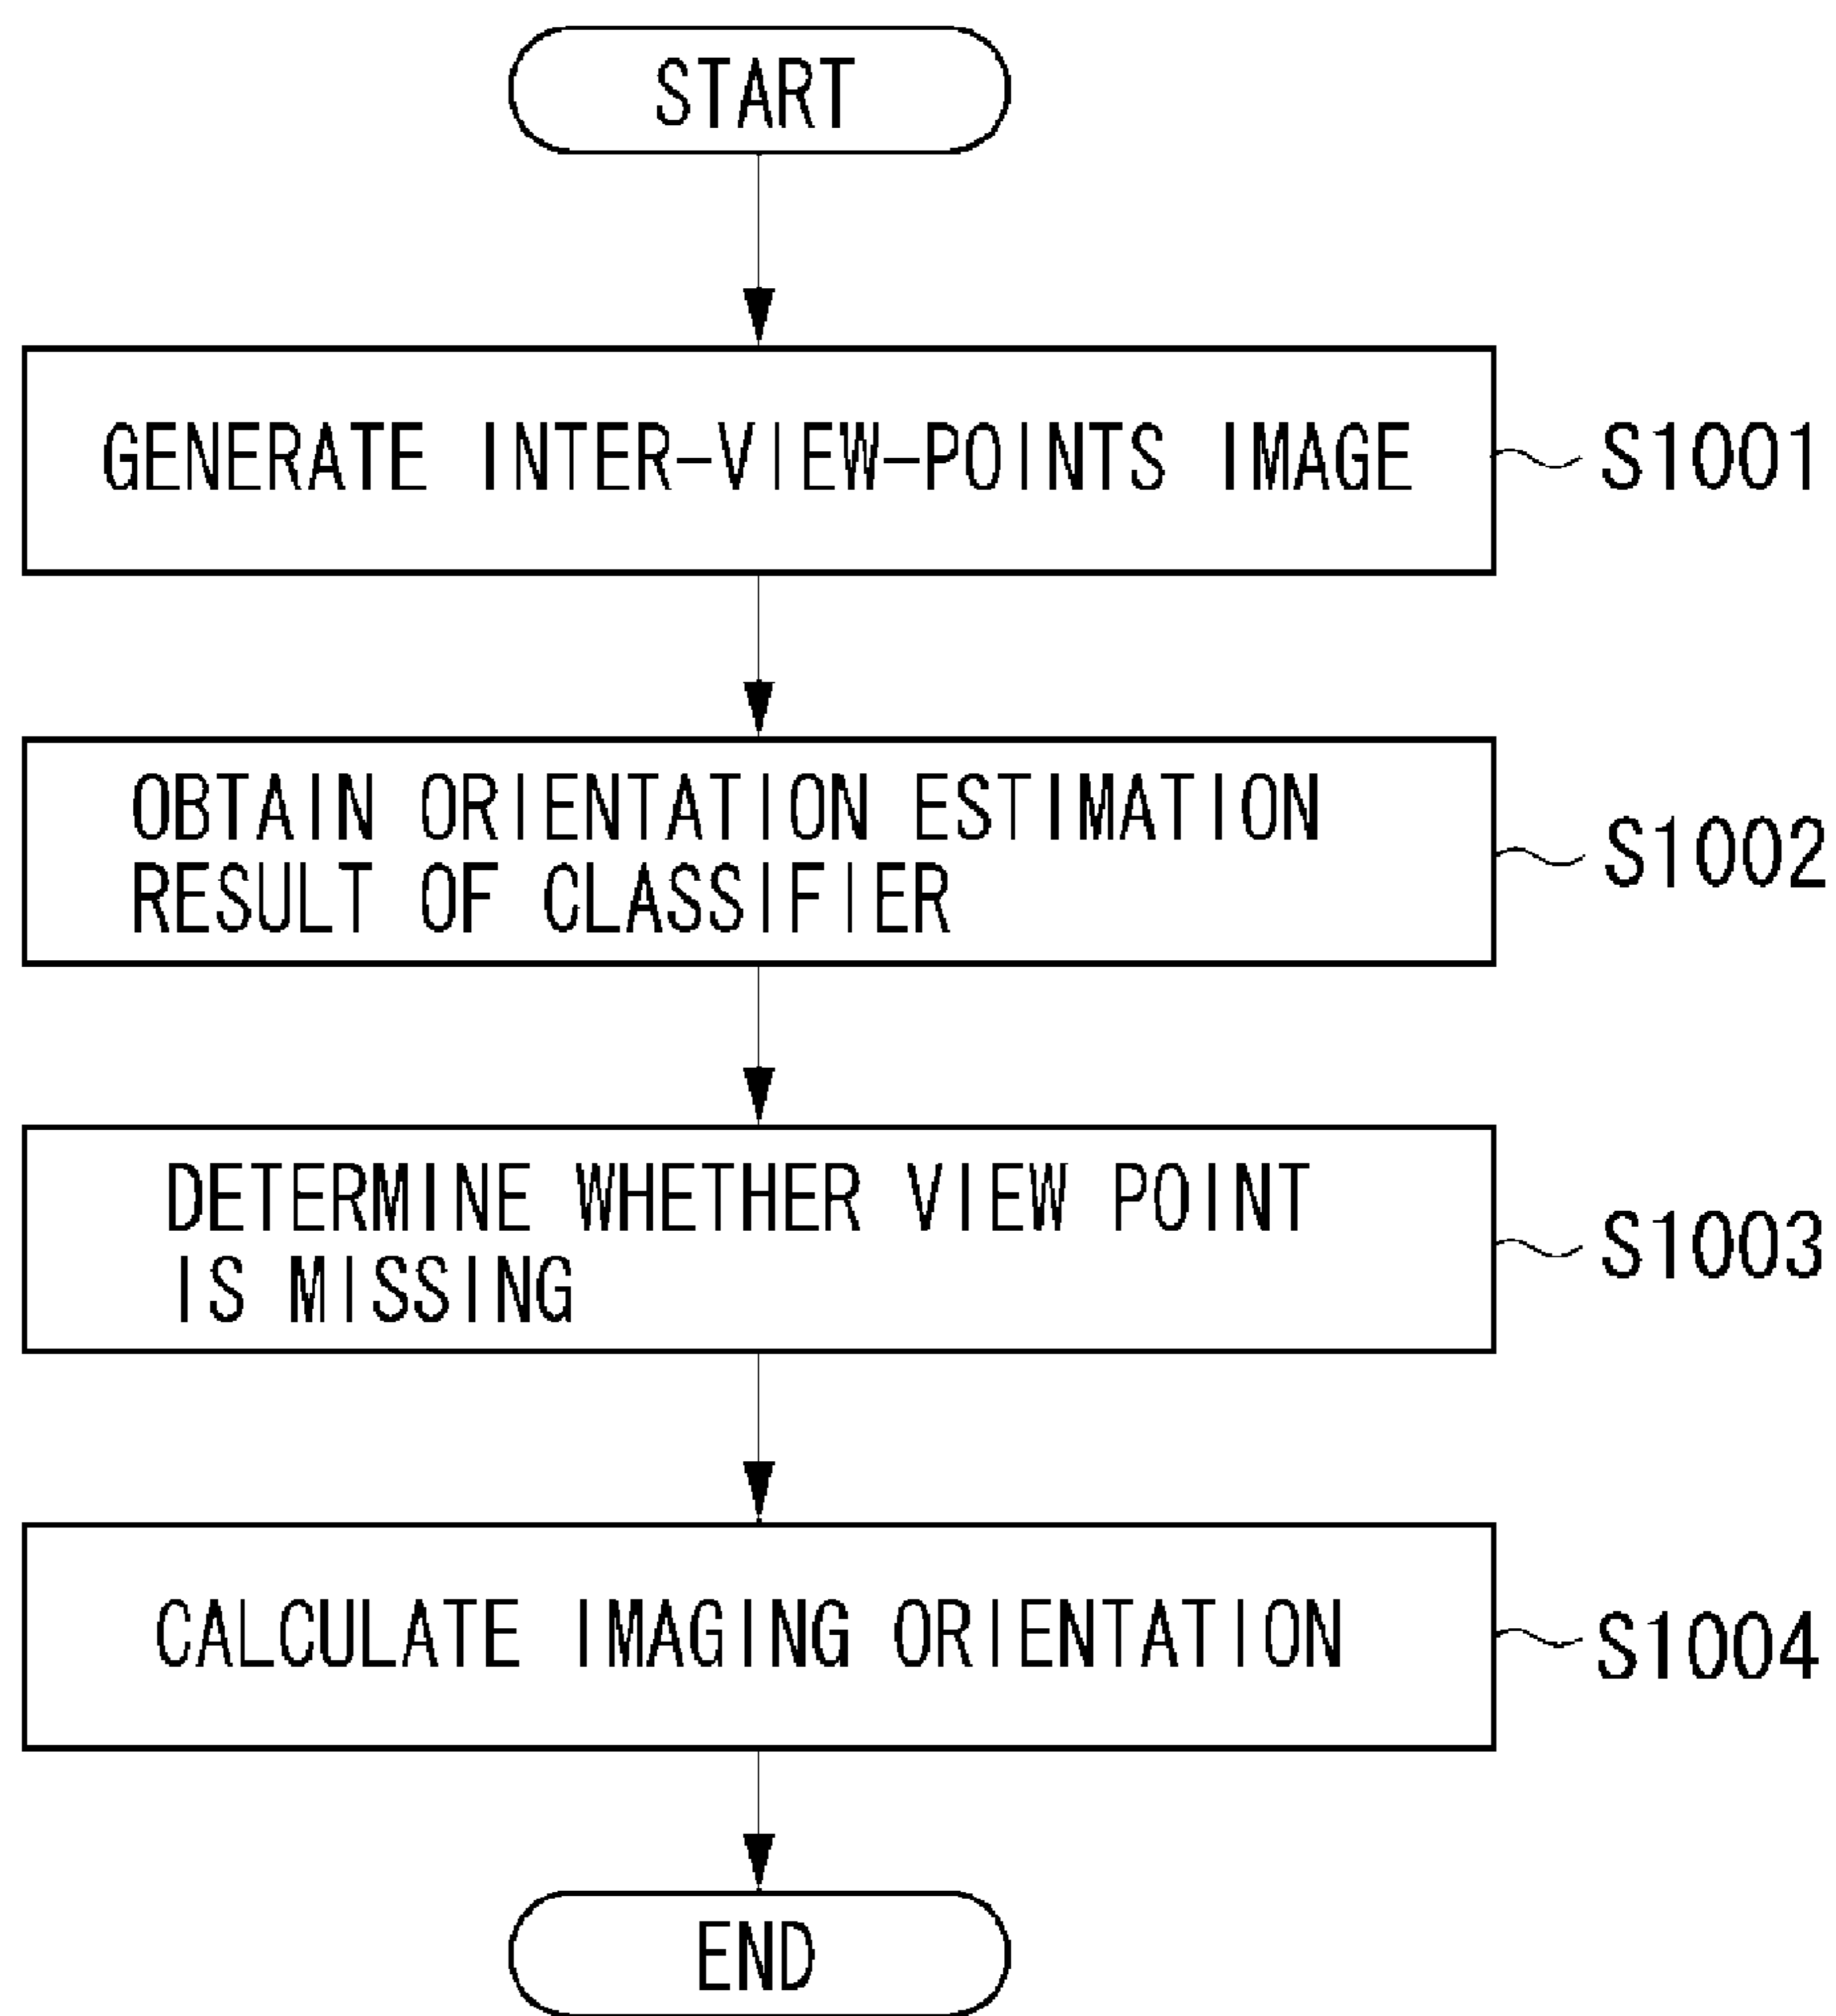 START
GENERATE INTER-VIEW-POINTS IMAGE
S1001
OBTAIN ORIENTATION ESTIMATION
RESULT OF CLASSIFIER
S1002
DETERMINE WHETHER VIEW POINT
IS MISSING
S1003
CALCULATE IMAGING ORIENTATION
S1004
END